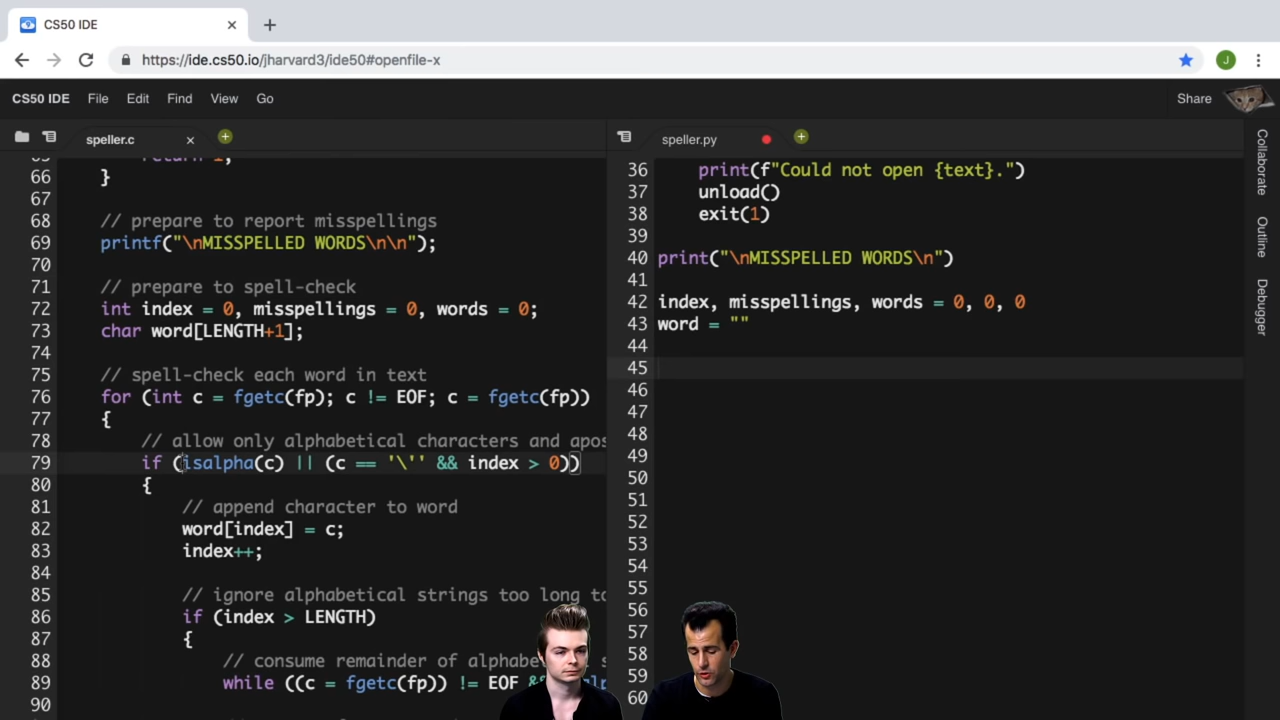 CS50 IDE
https://ide.cs50.io/jharvard3/ide50#openfile-x
J
CS50 IDE File Edit Find View Go Share
speller.c
66 }
67
68 // prepare to report misspellings
69 printf("\nMISSPELLED WORDS\n\n");
70
71 // prepare to spell-check
72 int index = 0, misspellings = 0, words = 0;
73 char word[LENGTH+1];
74
75 // spell-check each word in text
76 for (int c = fgetc(fp); c != EOF; c = fgetc(fp))
77 {
78 // allow only alphabetical characters and apos
79 if (isalpha(c) || (c == '\'' && index > 0))
80 {
81 // append character to word
82 word[index] = c;
83 index++;
84
85 // ignore alphabetical strings too long to
86 if (index > LENGTH)
87 {
88 // consume remainder of alphabe
89 while ((c = fgetc(fp)) != EOF &
90
speller.py
36 print(f"Could not open {text}.")
37 unload()
38 exit(1)
39
40 print("\nMISSPELLED WORDS\n")
41
42 index, misspellings, words = 0, 0, 0
43 word = ""
44
45
46
47
48
49
50
51
52
53
54
55
56
57
58
59
60
Collaborate
Outline
Debugger